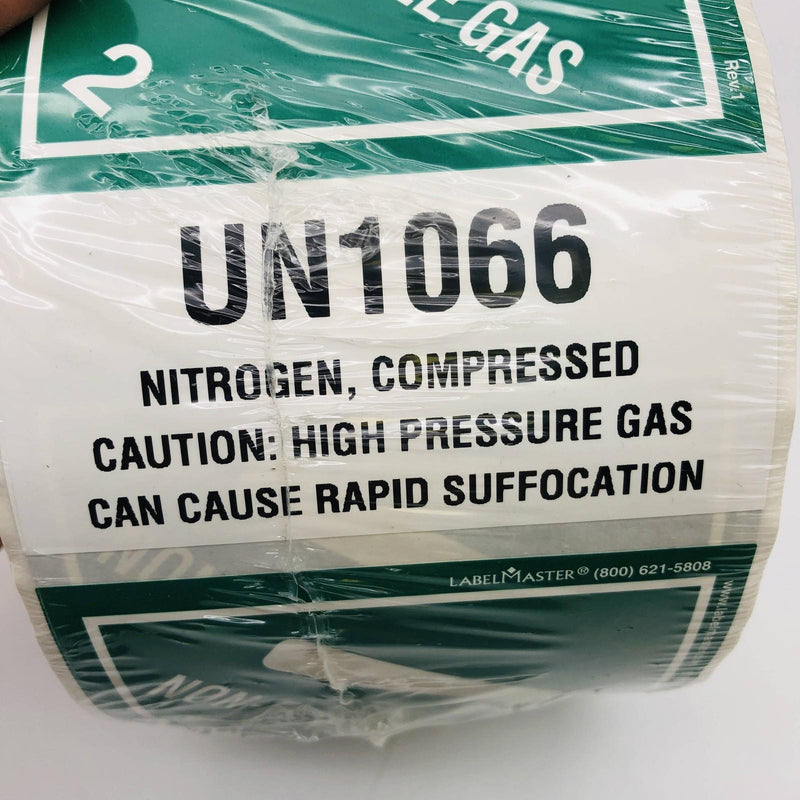 GAS
2
Rev. 1
UN1066
NITROGEN, COMPRESSED
CAUTION: HIGH PRESSURE GAS
CAN CAUSE RAPID SUFFOCATION
LABELMASTER® (800) 621-5808